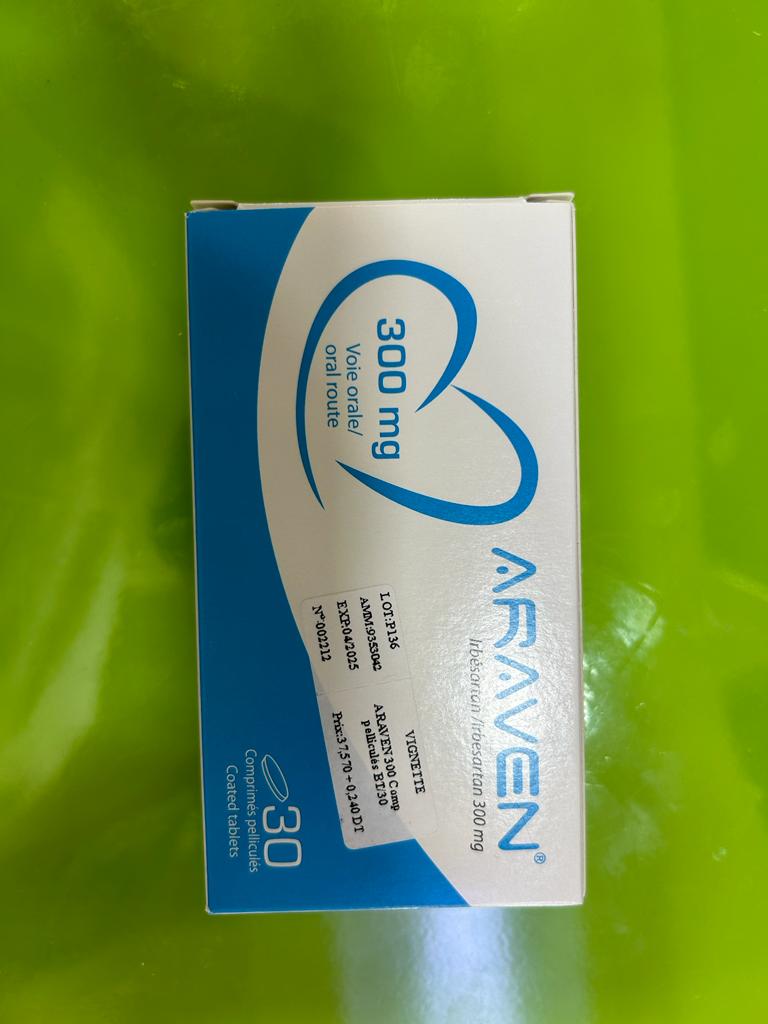 ARAVEN®
Irbésartan /Irbesartan 300 mg
300 mg
Voie orale/
oral route
LOT:P136
AMM:9353042
EXP:04/2025
N°:002212
VIGNETTE
ARAVEN 300 Comp
pelliculés BT/30
Prix:37,570 + 0,240 DT
30
Comprimés pelliculés
Coated tablets